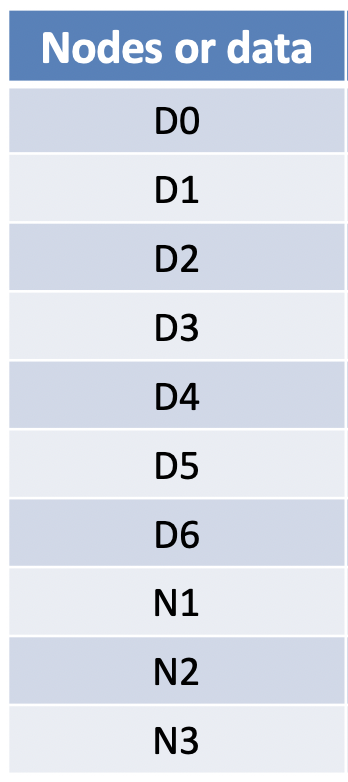 Nodes or data
D0
D1
D2
D3
D4
D5
D6
N1
N2
N3